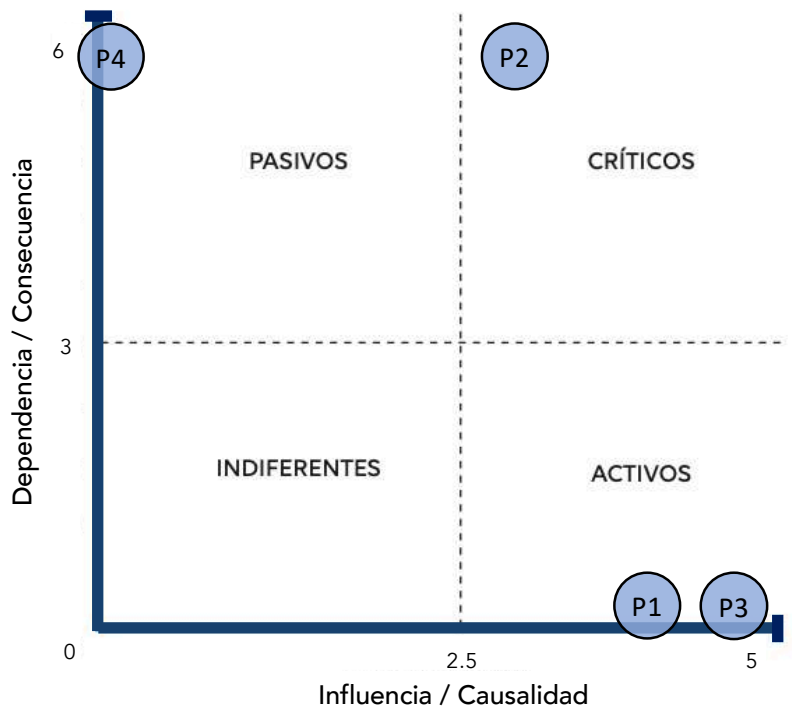 6
P4
P2
PASIVOS
CRÍTICOS
Dependencia / Consecuencia
3
INDIFERENTES
ACTIVOS
P1
P3
0
2.5
5
Influencia / Causalidad